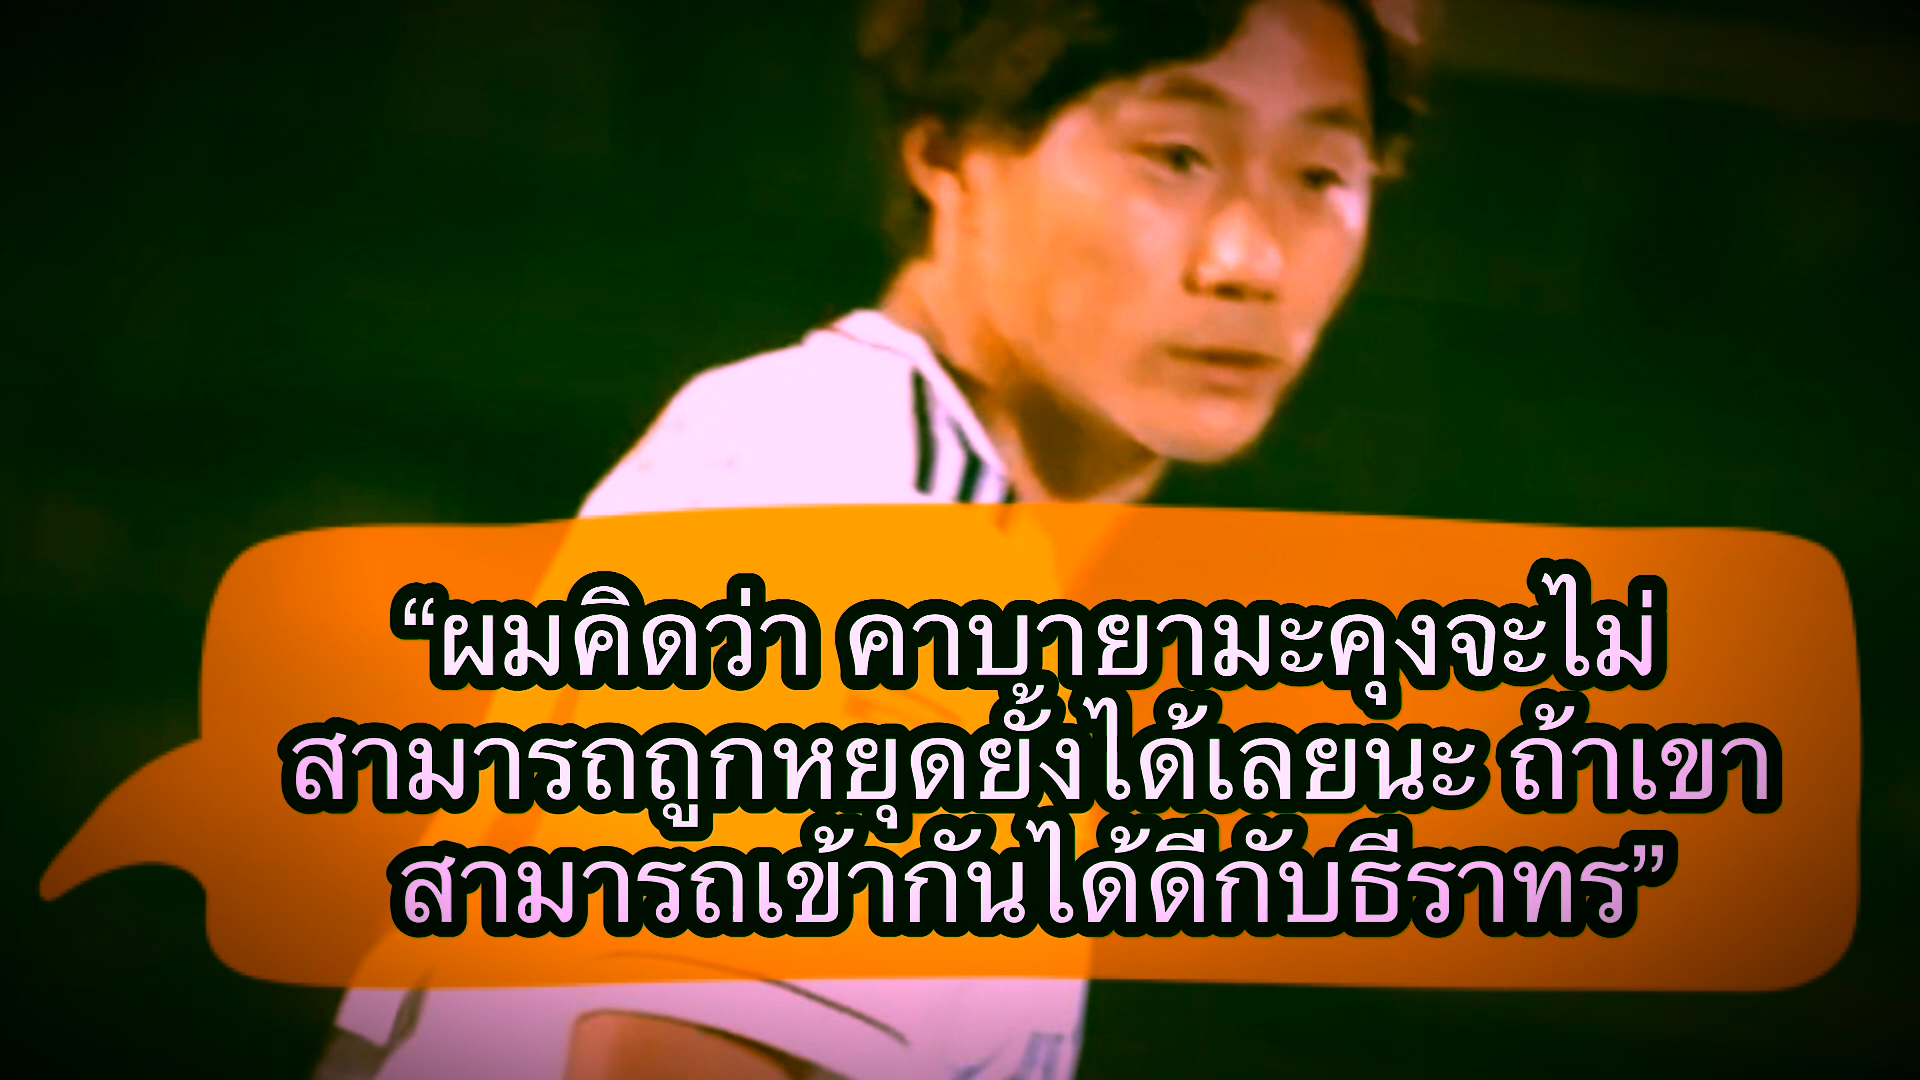 “ผมคิดว่า คาบายามะคุงจะไม่
สามารถถูกหยุดยั้งได้เลยนะ ถ้าเขา
สามารถเข้ากันได้ดีกับธีราทร”